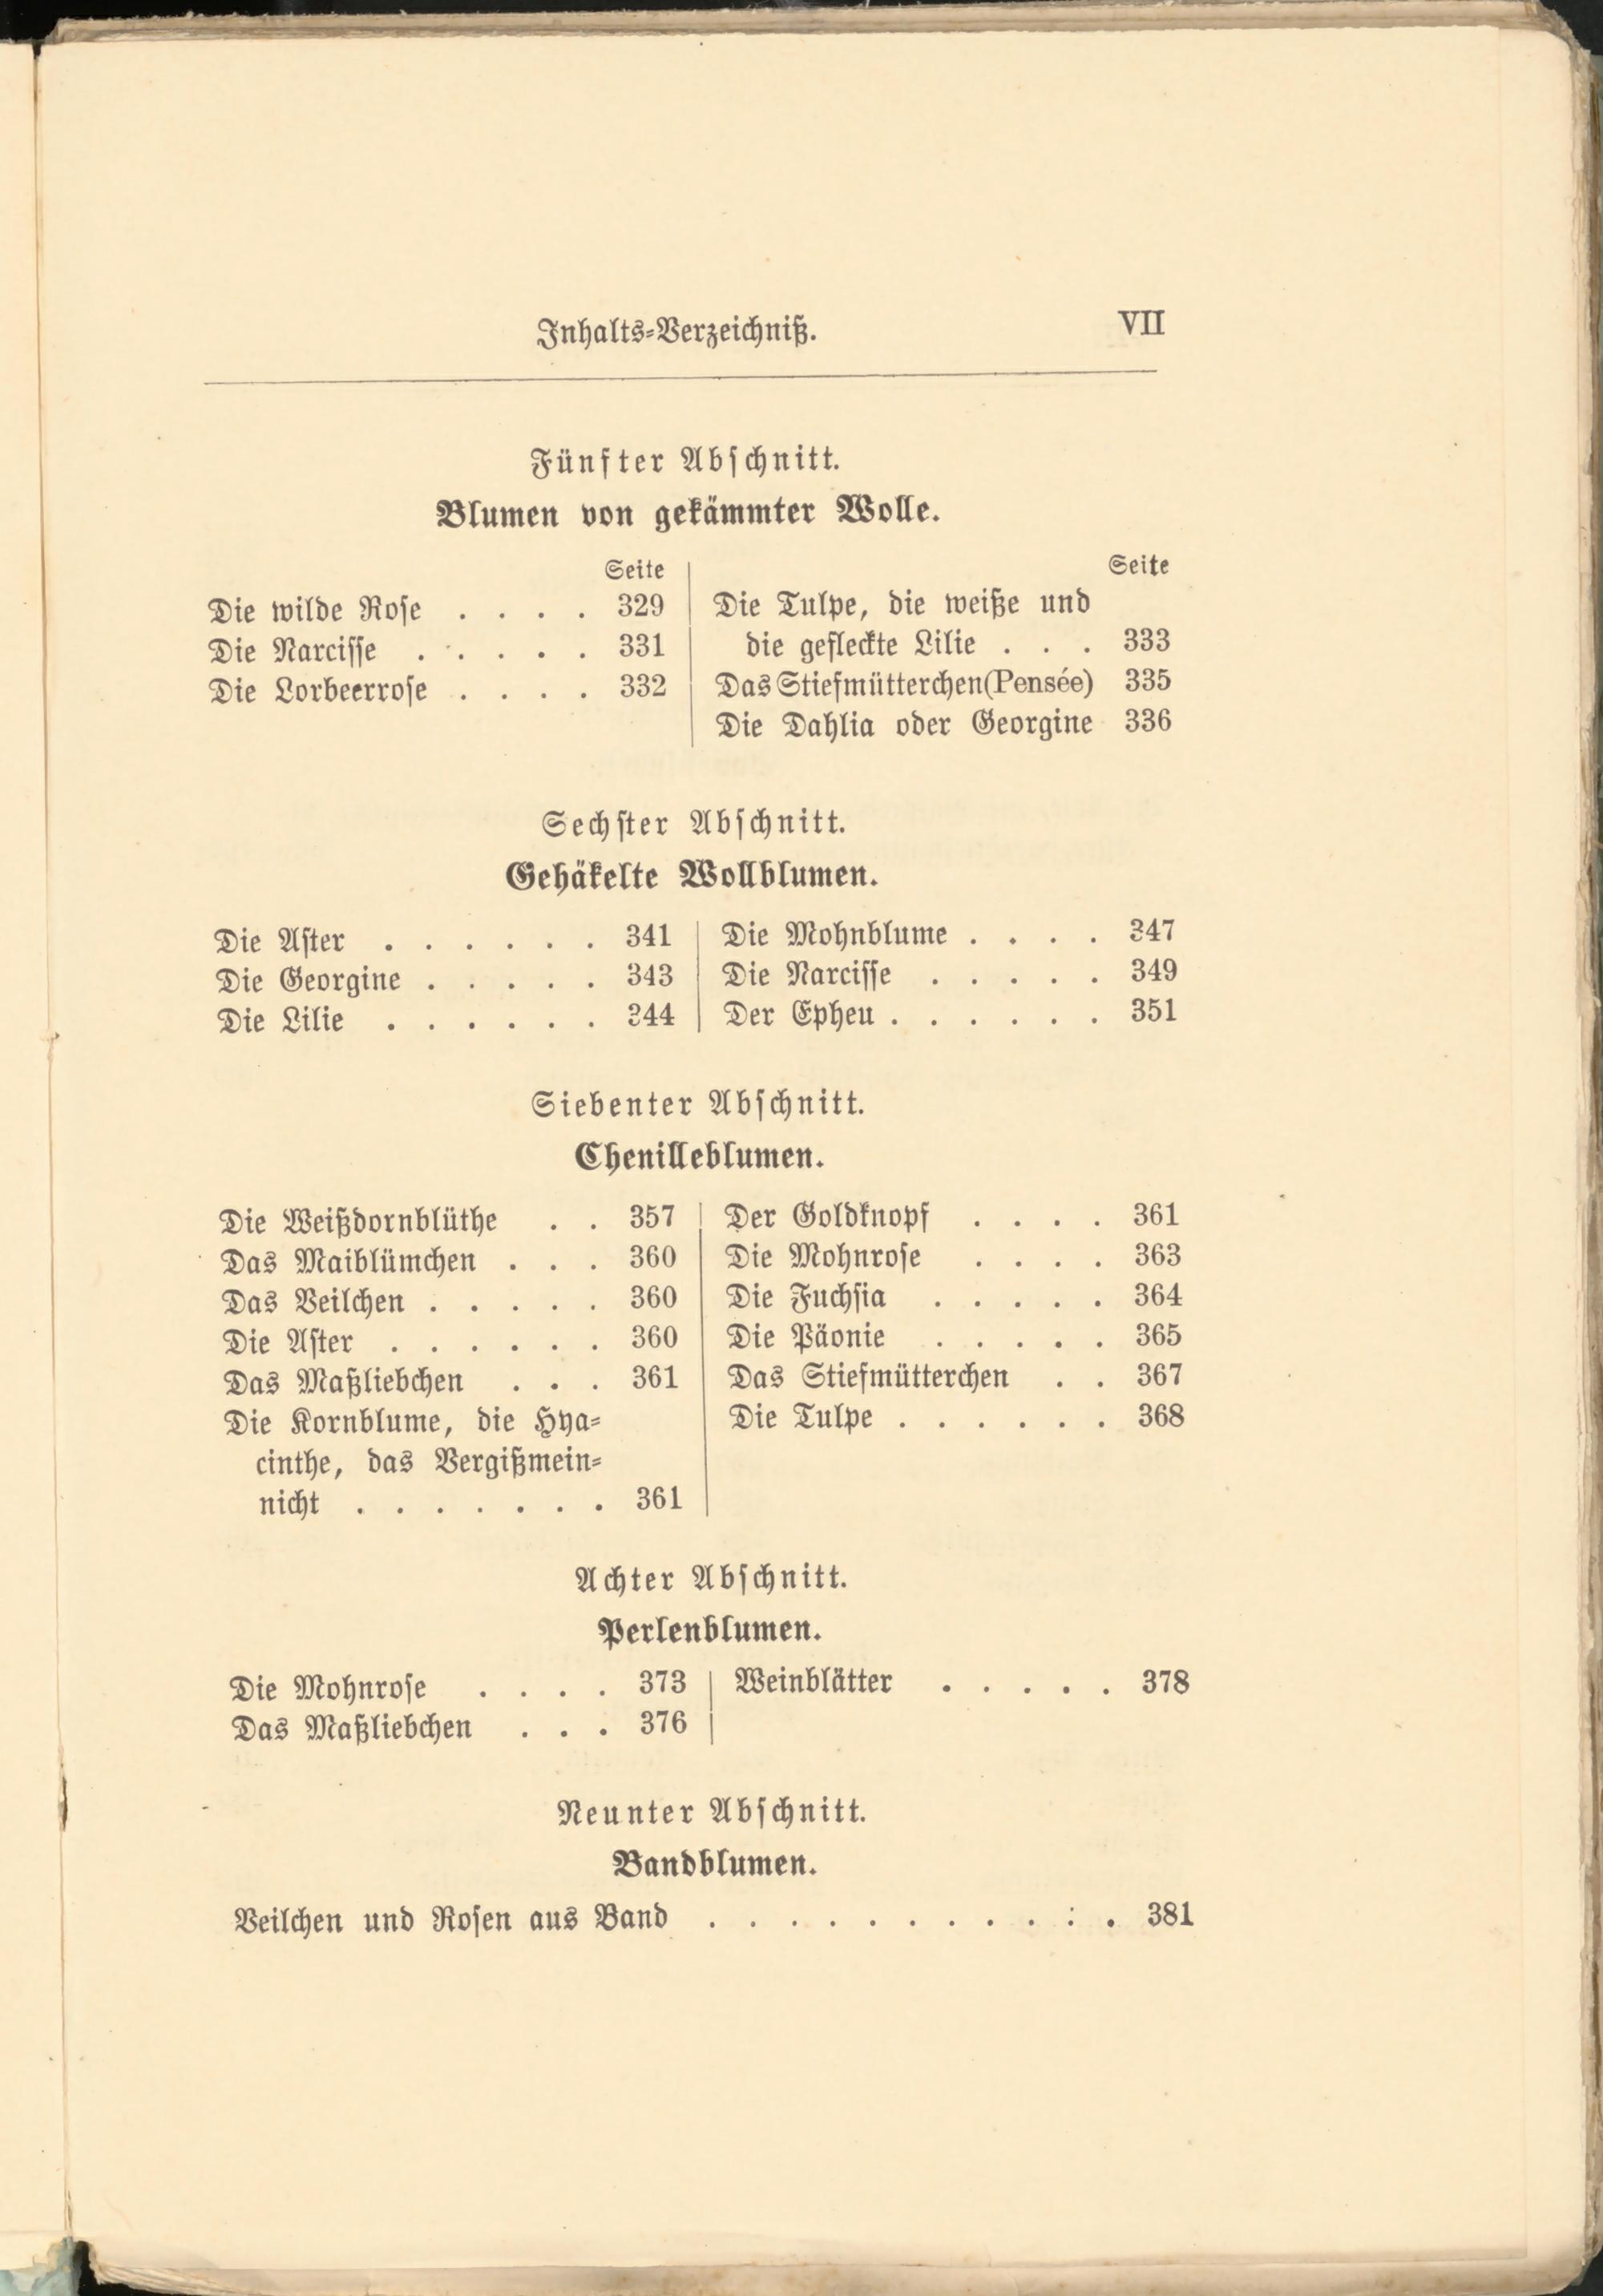 Inhalts-Verzeichniß. VII
Fünfter Abschnitt.
Blumen von gekämmter Wolle.
Seite
Die wilde Rose . . . . 329
Die Narcisse . . . . . 331
Die Lorbeerrose . . . . 332
Seite
Die Tulpe, die weiße und
die gefleckte Lilie . . . 333
Das Stiefmütterchen (Pensée) 335
Die Dahlia oder Georgine 336
Sechster Abschnitt.
Gehäkelte Wollblumen.
Die Aster . . . . . . 341
Die Georgine . . . . . 343
Die Lilie . . . . . . 344
Die Mohnblume . . . . 347
Die Narcisse . . . . . 349
Der Epheu . . . . . . 351
Siebenter Abschnitt.
Chenilleblumen.
Die Weißdornblüthe . . 357
Das Maiblümchen . . . 360
Das Veilchen . . . . . 360
Die Aster . . . . . . 360
Das Maßliebchen . . . 361
Die Kornblume, die Hya-
cinthe, das Vergißmein-
nicht . . . . . . . 361
Der Goldknopf . . . . 361
Die Mohnrose . . . . 363
Die Fuchsia . . . . . 364
Die Päonie . . . . . 365
Das Stiefmütterchen . . 367
Die Tulpe . . . . . . 368
Achter Abschnitt.
Perlenblumen.
Die Mohnrose . . . . 373
Das Maßliebchen . . . 376
Weinblätter . . . . . 378
Neunter Abschnitt.
Bandblumen.
Veilchen und Rosen aus Band . . . . . . . . . . . 381